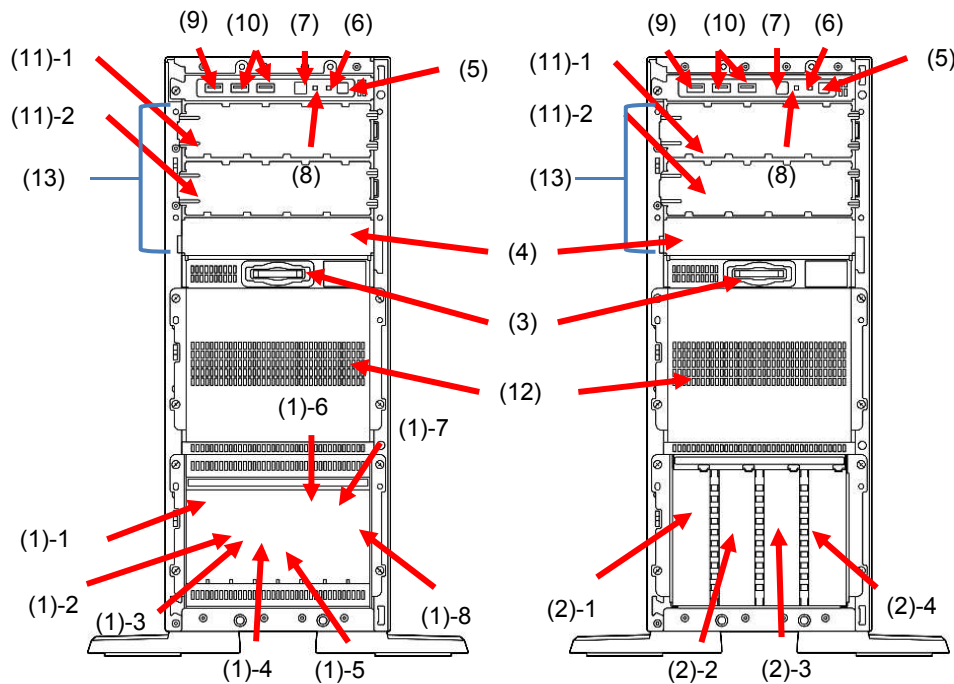 (9) (10) (7) (6) (9) (10) (7) (6)
(11)-1 (5) (11)-1 (5)
(11)-2 (11)-2
(13) (8) (13) (8)
(4)
(3)
(12)
(1)-6
(1)-7
(1)-1
(1)-2 (2)-1 (2)-4
(1)-3 (1)-8
(1)-4 (1)-5 (2)-2 (2)-3